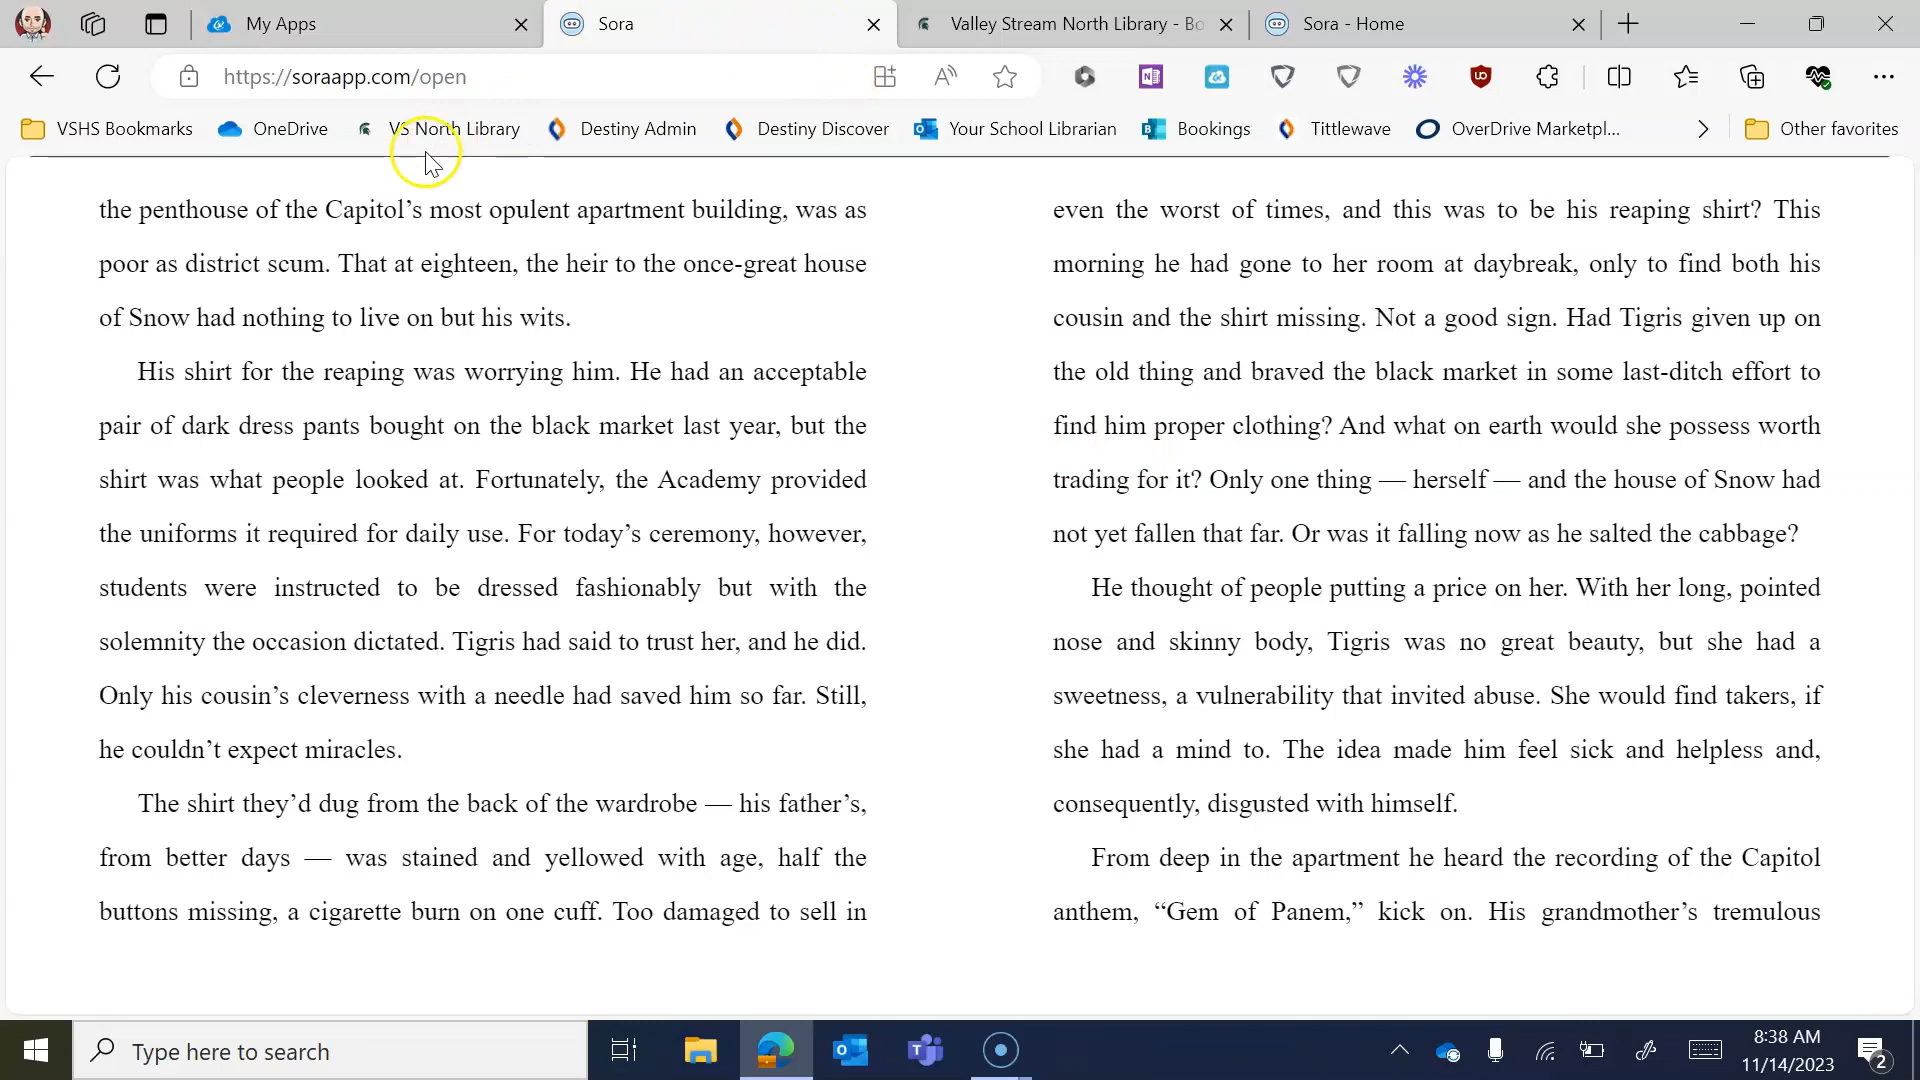 My Apps
Sora
Valley Stream North Library - Bo
Sora - Home
https://soraapp.com/open
VSHS Bookmarks
OneDrive
VS North Library
Destiny Admin
Destiny Discover
Your School Librarian
Bookings
Tittlewave
OverDrive Marketpl...
Other favorites
the penthouse of the Capitol’s most opulent apartment building, was as
poor as district scum. That at eighteen, the heir to the once-great house
of Snow had nothing to live on but his wits.
His shirt for the reaping was worrying him. He had an acceptable
pair of dark dress pants bought on the black market last year, but the
shirt was what people looked at. Fortunately, the Academy provided
the uniforms it required for daily use. For today’s ceremony, however,
students were instructed to be dressed fashionably but with the
solemnity the occasion dictated. Tigris had said to trust her, and he did.
Only his cousin’s cleverness with a needle had saved him so far. Still,
he couldn’t expect miracles.
The shirt they’d dug from the back of the wardrobe — his father’s,
from better days — was stained and yellowed with age, half the
buttons missing, a cigarette burn on one cuff. Too damaged to sell in
even the worst of times, and this was to be his reaping shirt? This
morning he had gone to her room at daybreak, only to find both his
cousin and the shirt missing. Not a good sign. Had Tigris given up on
the old thing and braved the black market in some last-ditch effort to
find him proper clothing? And what on earth would she possess worth
trading for it? Only one thing — herself — and the house of Snow had
not yet fallen that far. Or was it falling now as he salted the cabbage?
He thought of people putting a price on her. With her long, pointed
nose and skinny body, Tigris was no great beauty, but she had a
sweetness, a vulnerability that invited abuse. She would find takers, if
she had a mind to. The idea made him feel sick and helpless and,
consequently, disgusted with himself.
From deep in the apartment he heard the recording of the Capitol
anthem, “Gem of Panem,” kick on. His grandmother’s tremulous
Type here to search
8:38 AM
11/14/2023
2